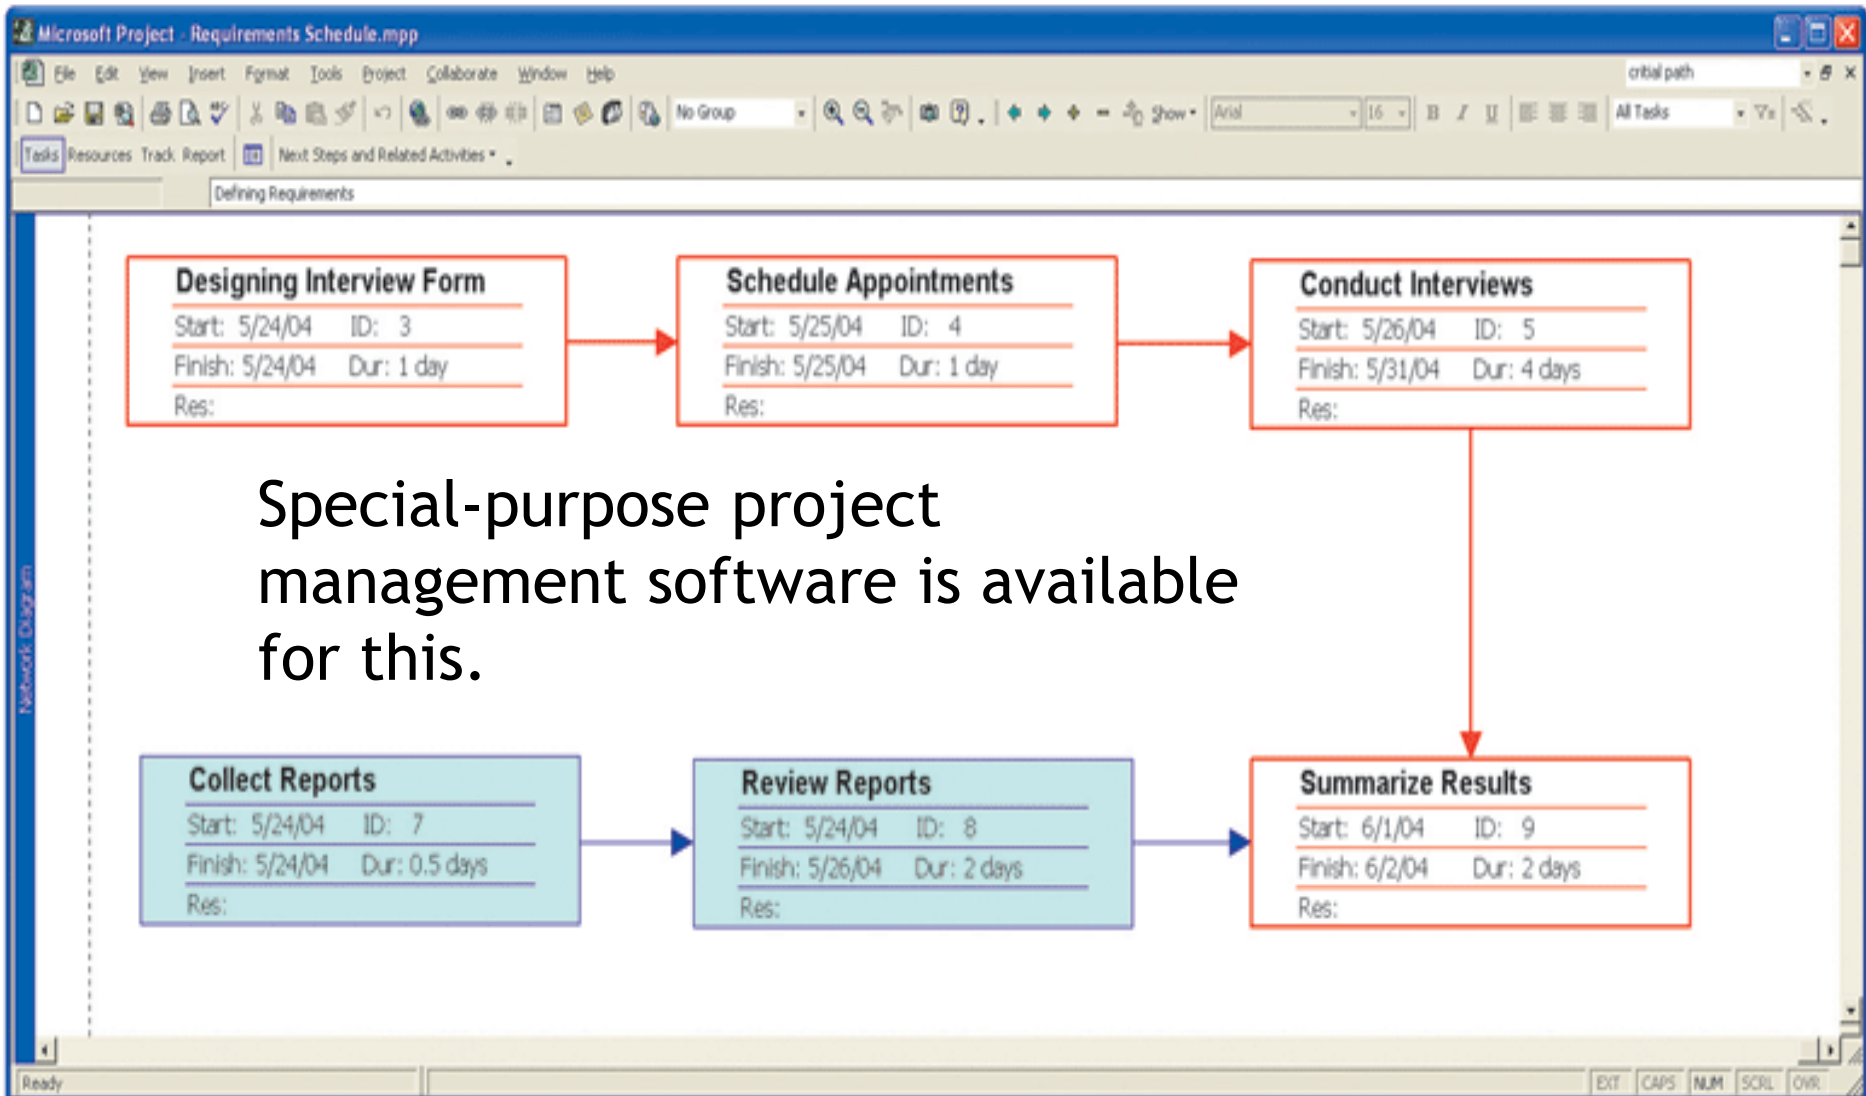 Microsoft Project - Requirements Schedule.mpp
File Edit View Insert Format Tools Project Collaborate Window Help
critial path
No Group
Show
Arial
16
B I U
All Tasks
Tasks Resources Track Report
Next Steps and Related Activities
Defining Requirements
Designing Interview Form
Start: 5/24/04 ID: 3
Finish: 5/24/04 Dur: 1 day
Res:
Schedule Appointments
Start: 5/25/04 ID: 4
Finish: 5/25/04 Dur: 1 day
Res:
Conduct Interviews
Start: 5/26/04 ID: 5
Finish: 5/31/04 Dur: 4 days
Res:
Special-purpose project
management software is available
for this.
Network Diagram
Collect Reports
Start: 5/24/04 ID: 7
Finish: 5/24/04 Dur: 0.5 days
Res:
Review Reports
Start: 5/24/04 ID: 8
Finish: 5/26/04 Dur: 2 days
Res:
Summarize Results
Start: 6/1/04 ID: 9
Finish: 6/2/04 Dur: 2 days
Res:
Ready
EXT CAPS NUM SCRL OVR